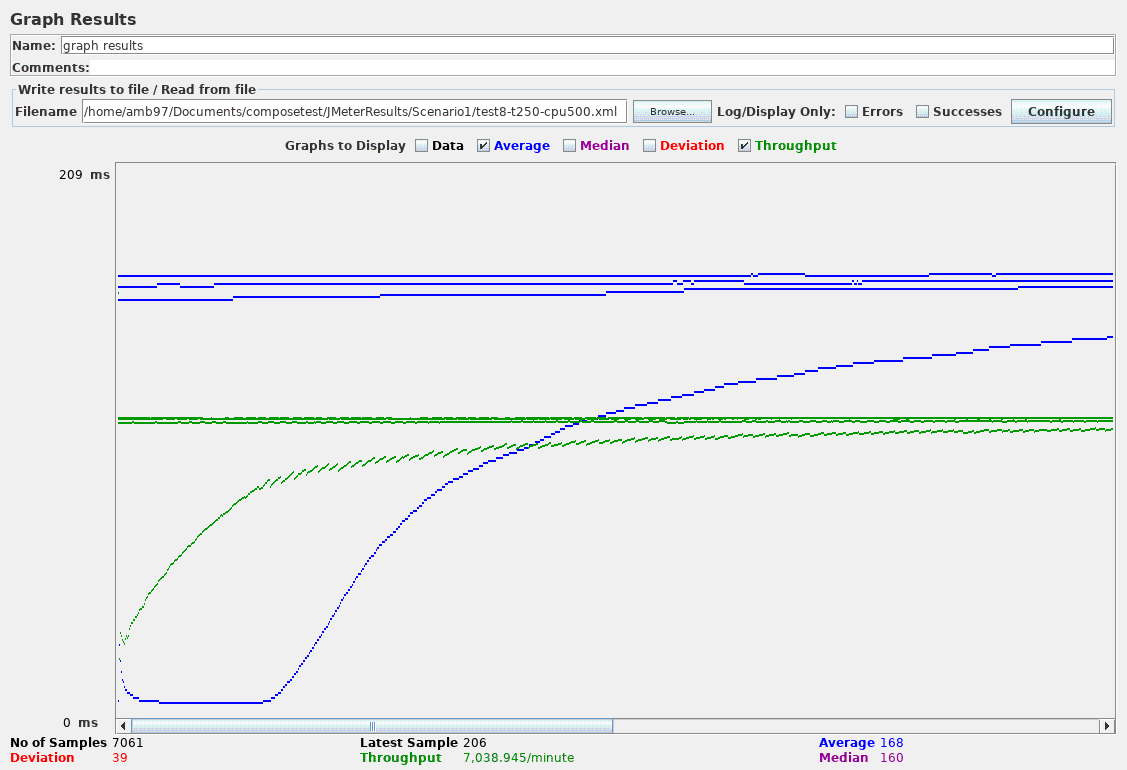 Graph Results
Name: graph results
Comments:
Write results to file / Read from file
Filename /home/amb97/Documents/composetest/JMeterResults/Scenario1/test8-t250-cpu500.xml Browse... Log/Display Only: Errors Successes Configure
Graphs to Display Data Average Median Deviation Throughput
209 ms
0 ms
No of Samples 7061 Latest Sample 206 Average 168
Deviation 39 Throughput 7,038.945/minute Median 160